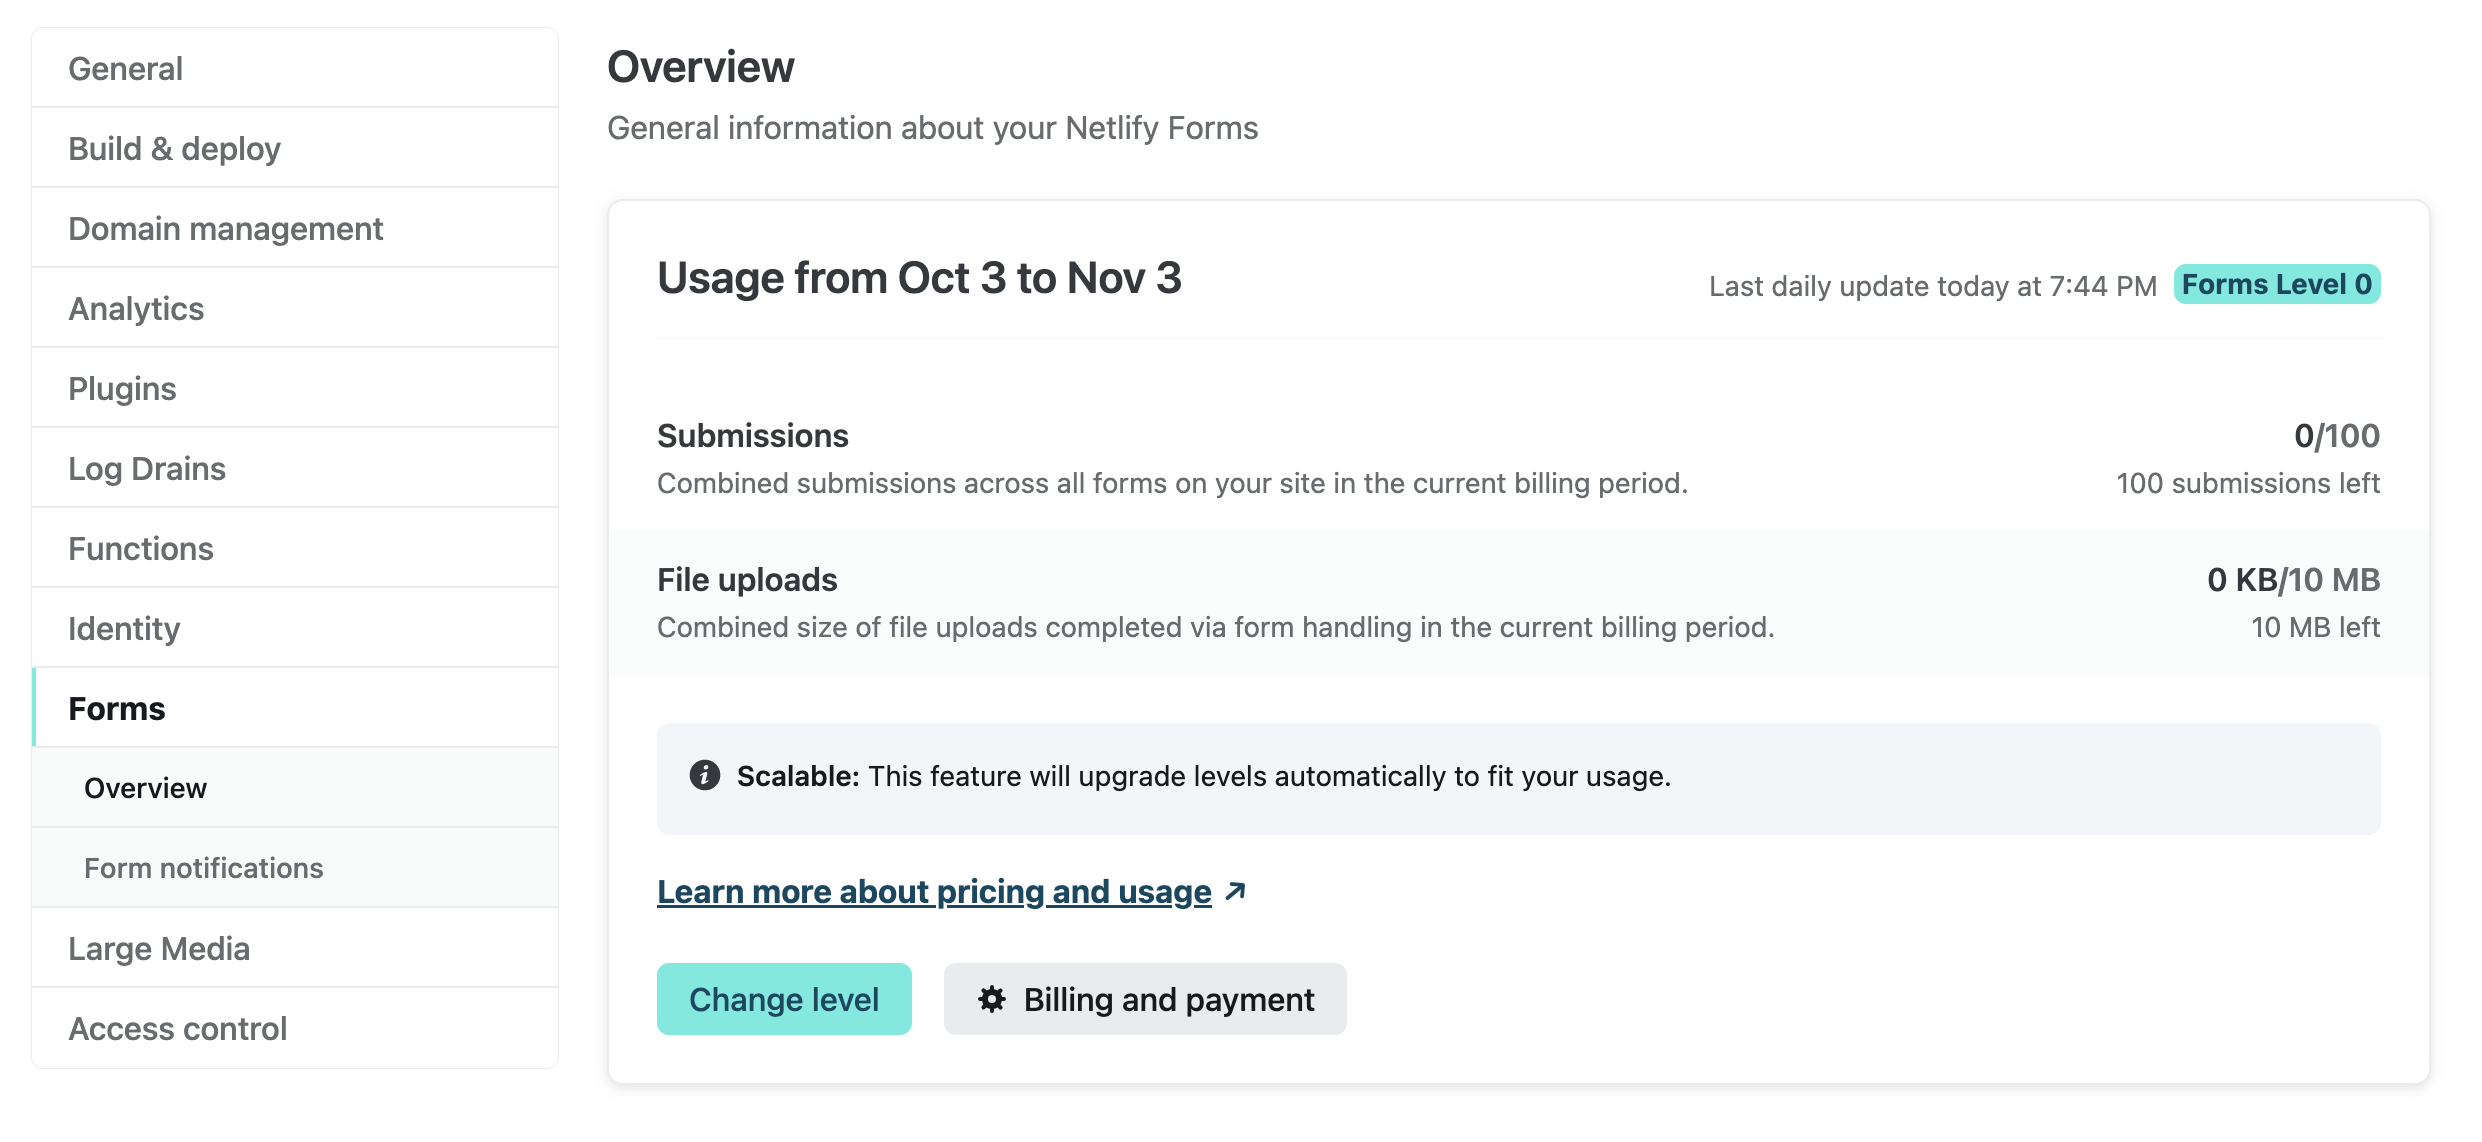 General
Build & deploy
Domain management
Analytics
Plugins
Log Drains
Functions
Identity
Forms
Overview
Form notifications
Large Media
Access control
Overview
General information about your Netlify Forms
Usage from Oct 3 to Nov 3
Last daily update today at 7:44 PM Forms Level 0
Submissions 0/100
Combined submissions across all forms on your site in the current billing period. 100 submissions left
File uploads 0 KB/10 MB
Combined size of file uploads completed via form handling in the current billing period. 10 MB left
Scalable: This feature will upgrade levels automatically to fit your usage.
Learn more about pricing and usage
Change level
Billing and payment